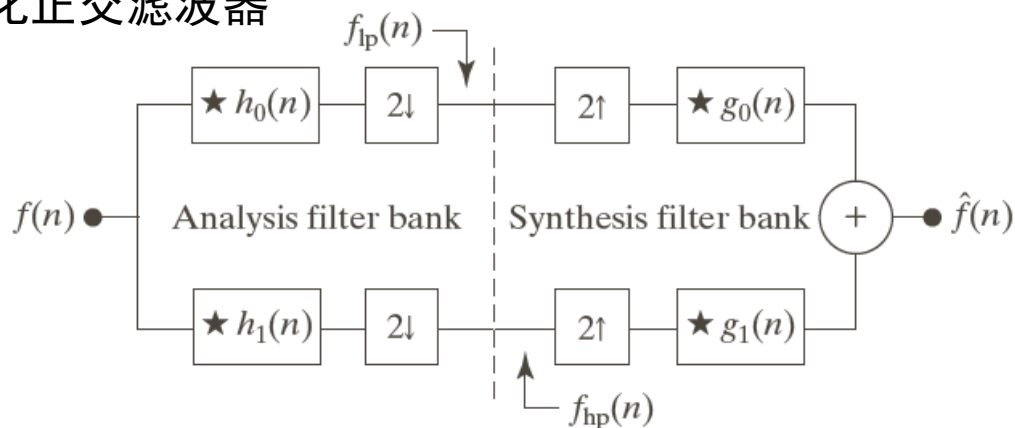 化正交滤波器
f_lp(n)
★ h_0(n) 2↓ 2↑ ★ g_0(n)
f(n) Analysis filter bank Synthesis filter bank + f̂(n)
★ h_1(n) 2↓ 2↑ ★ g_1(n)
f_hp(n)